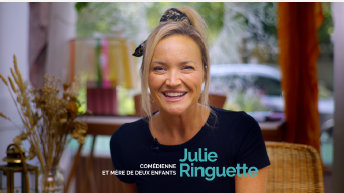 COMÉDIENNE
ET MÈRE DE DEUX ENFANTS
Julie
Ringuette